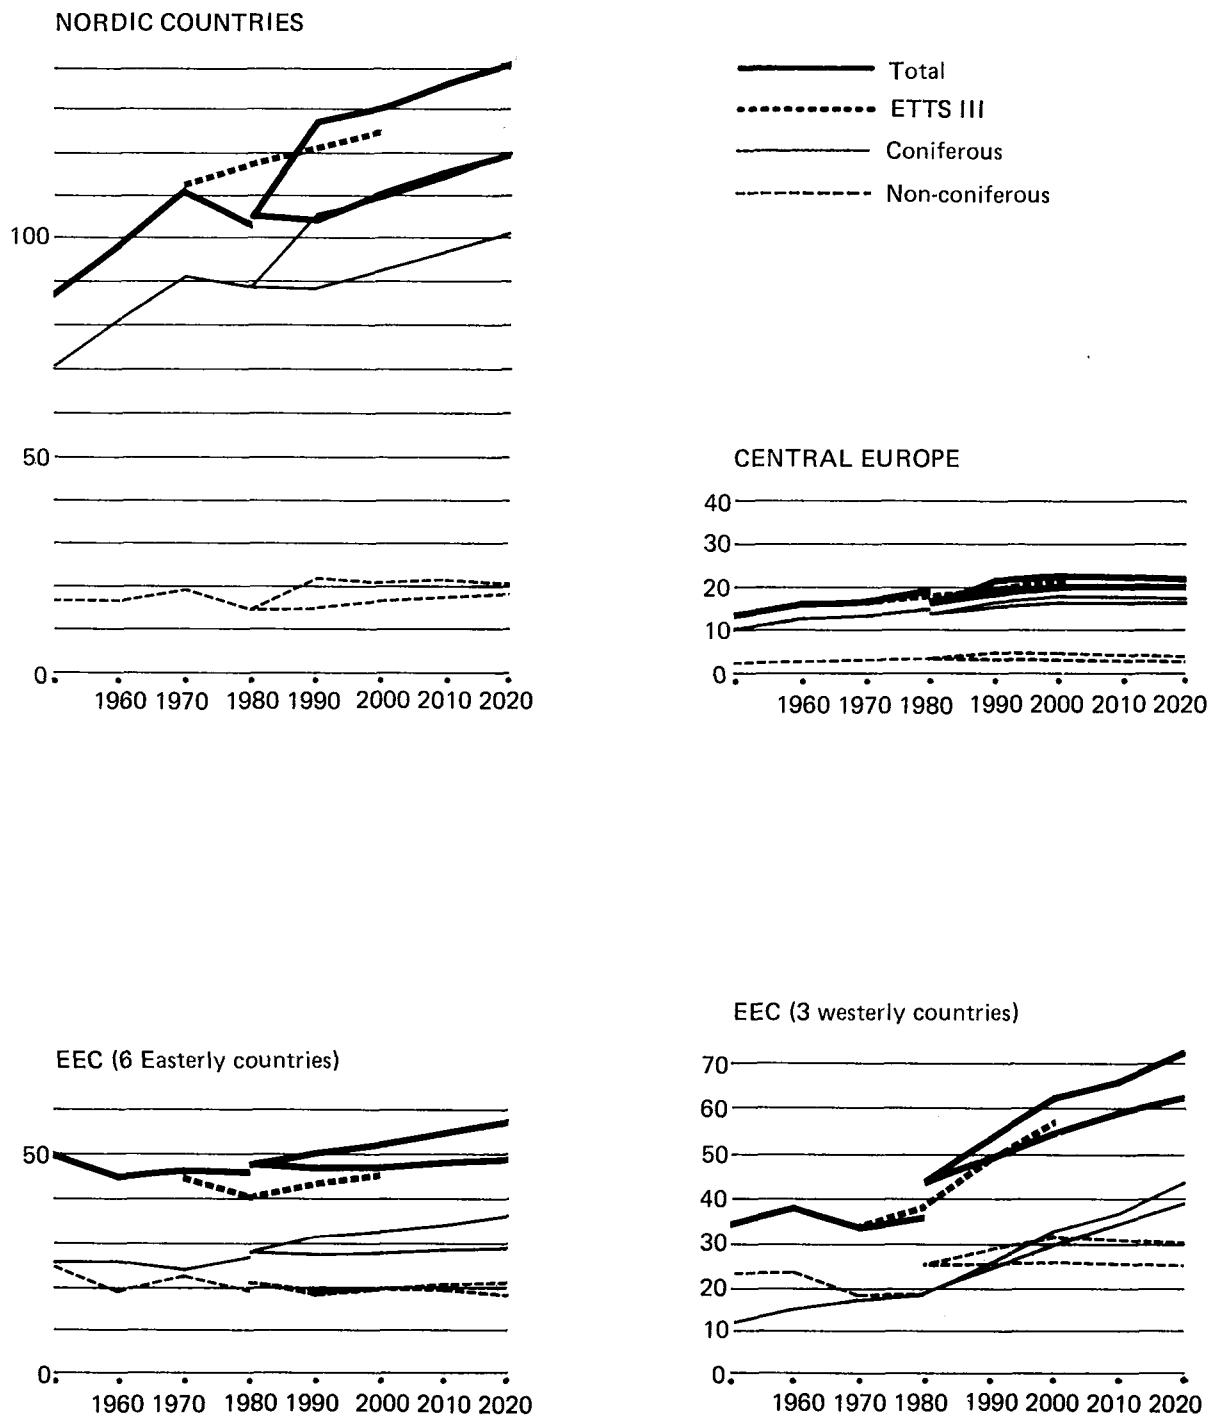 NORDIC COUNTRIES
100
50
0
1960 1970 1980 1990 2000 2010 2020
Total
ETTS III
Coniferous
Non-coniferous
CENTRAL EUROPE
40
30
20
10
0
1960 1970 1980 1990 2000 2010 2020
EEC (6 Easterly countries)
50
0
1960 1970 1980 1990 2000 2010 2020
EEC (3 westerly countries)
70
60
50
40
30
20
10
0
1960 1970 1980 1990 2000 2010 2020